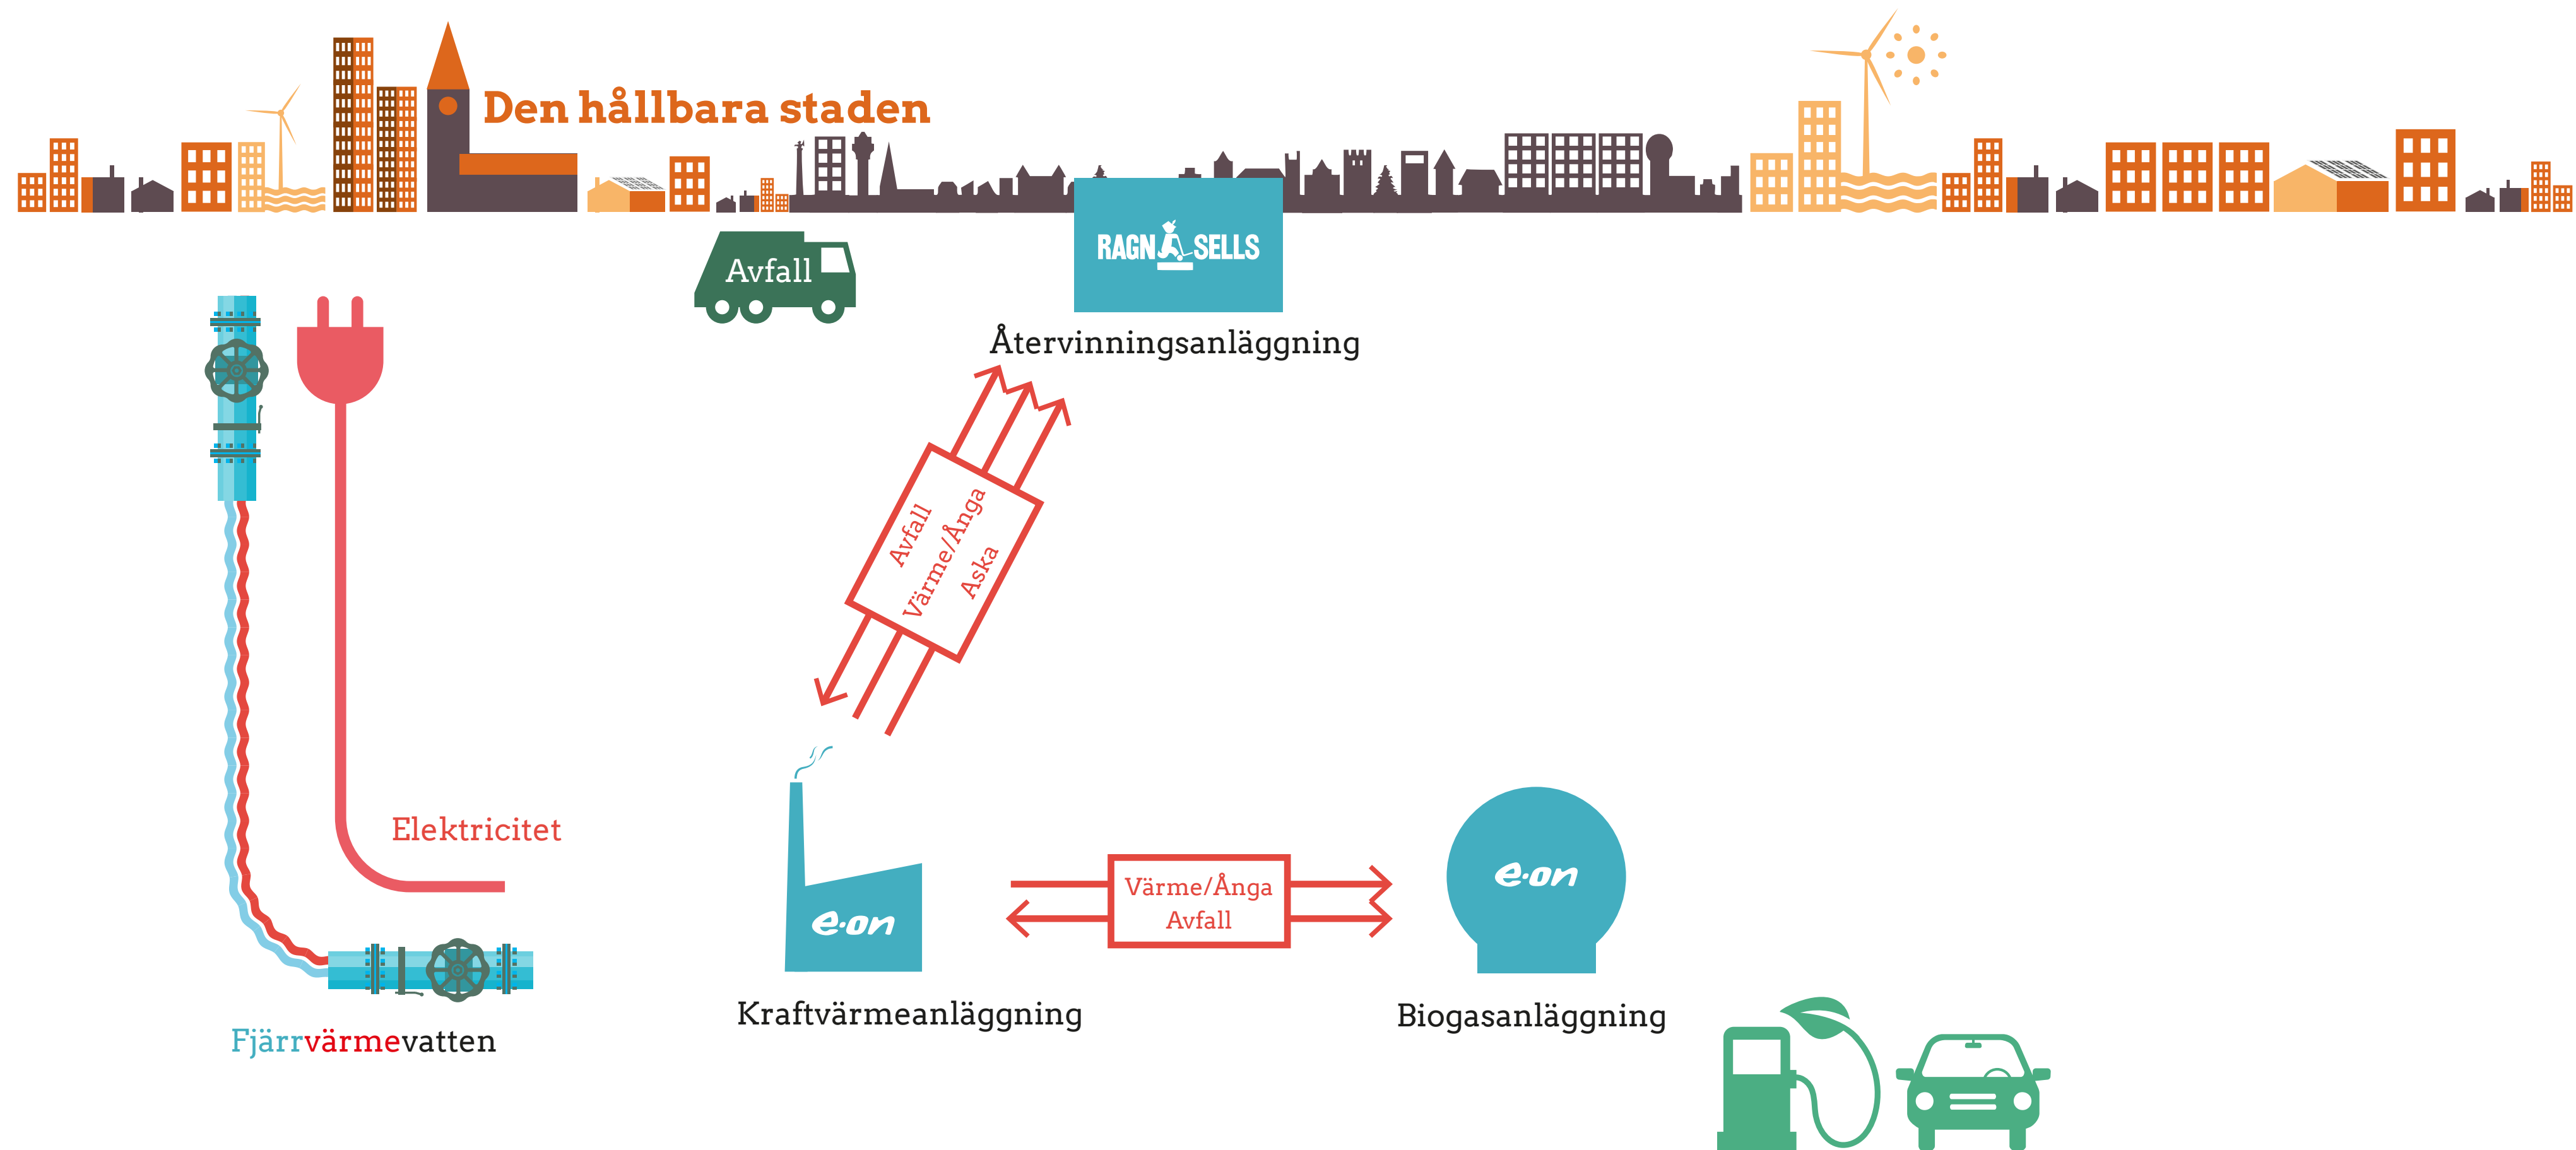 Den hållbara staden
Avfall
RAGN SELLS
Återvinningsanläggning
Avfall
Värme/Ånga
Aska
Elektricitet
e·on
Värme/Ånga
Avfall
e·on
Kraftvärmeanläggning
Biogasanläggning
Fjärrvärmevatten